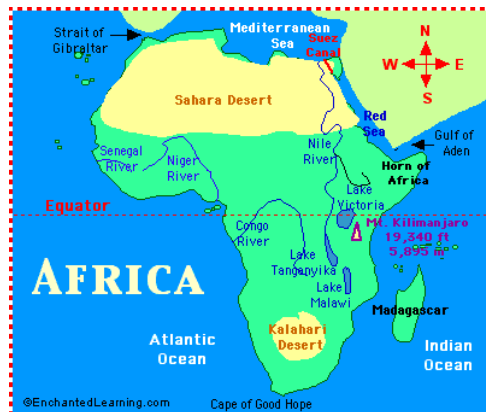 Strait of
Gibraltar
Mediterranean
Sea
Suez
Canal
N
W
E
S
Sahara Desert
Red
Sea
Nile
River
Gulf of
Aden
Senegal
River
Niger
River
Horn of
Africa
Lake
Victoria
Equator
Mt. Kilimanjaro
19,340 ft
5,895 m
Congo
River
Lake
Tanganyika
Lake
Malawi
AFRICA
Madagascar
Kalahari
Desert
Atlantic
Ocean
Indian
Ocean
©EnchantedLearning.com
Cape of Good Hope